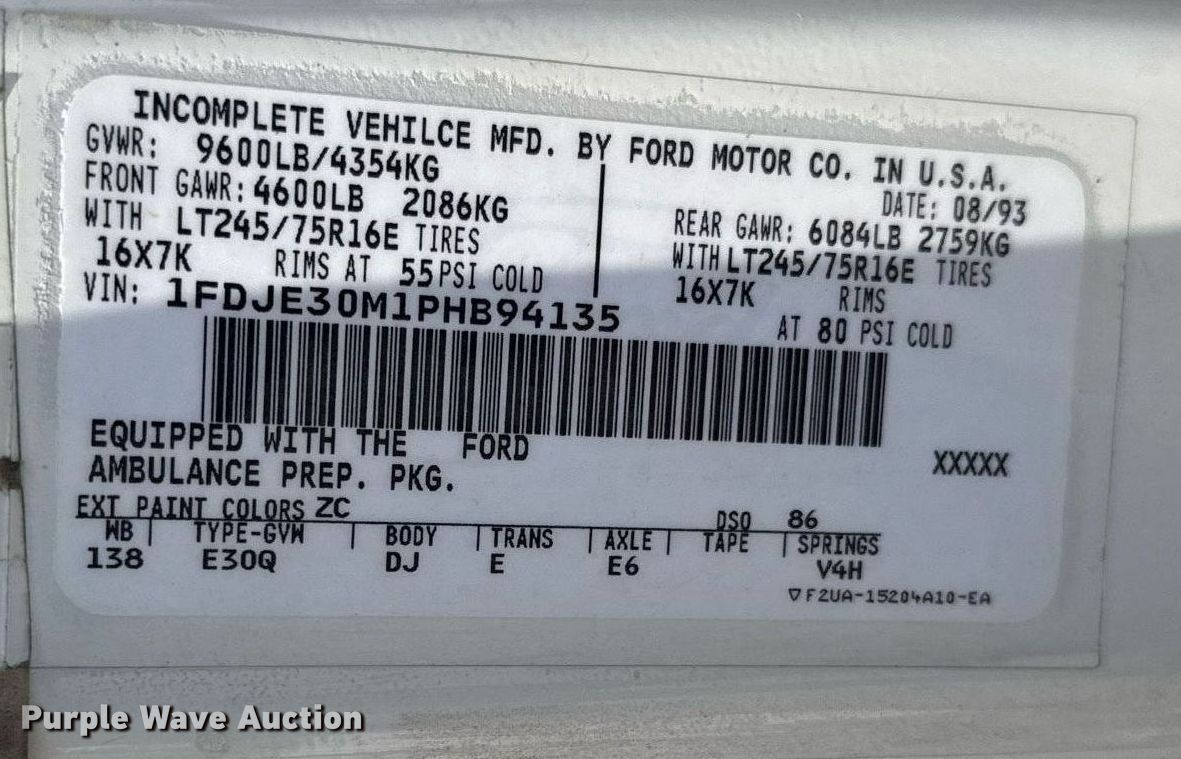 INCOMPLETE VEHILCE MFD. BY FORD MOTOR CO. IN U.S.A.
GVWR: 9600LB/4354KG
DATE: 08/93
FRONT GAWR: 4600LB 2086KG
WITH LT245/75R16E TIRES
16X7K RIMS AT 55 PSI COLD
REAR GAWR: 6084LB 2759KG
WITH LT245/75R16E TIRES
16X7K RIMS
AT 80 PSI COLD
VIN: 1FDJE30M1PHB94135
EQUIPPED WITH THE FORD
AMBULANCE PREP. PKG.
XXXXX
EXT PAINT COLORS ZC
DSO 86
WB | TYPE-GVW | BODY | TRANS | AXLE | TAPE | SPRINGS
138 E30Q DJ E E6 V4H
▽F2UA-15204A10-EA
Purple Wave Auction